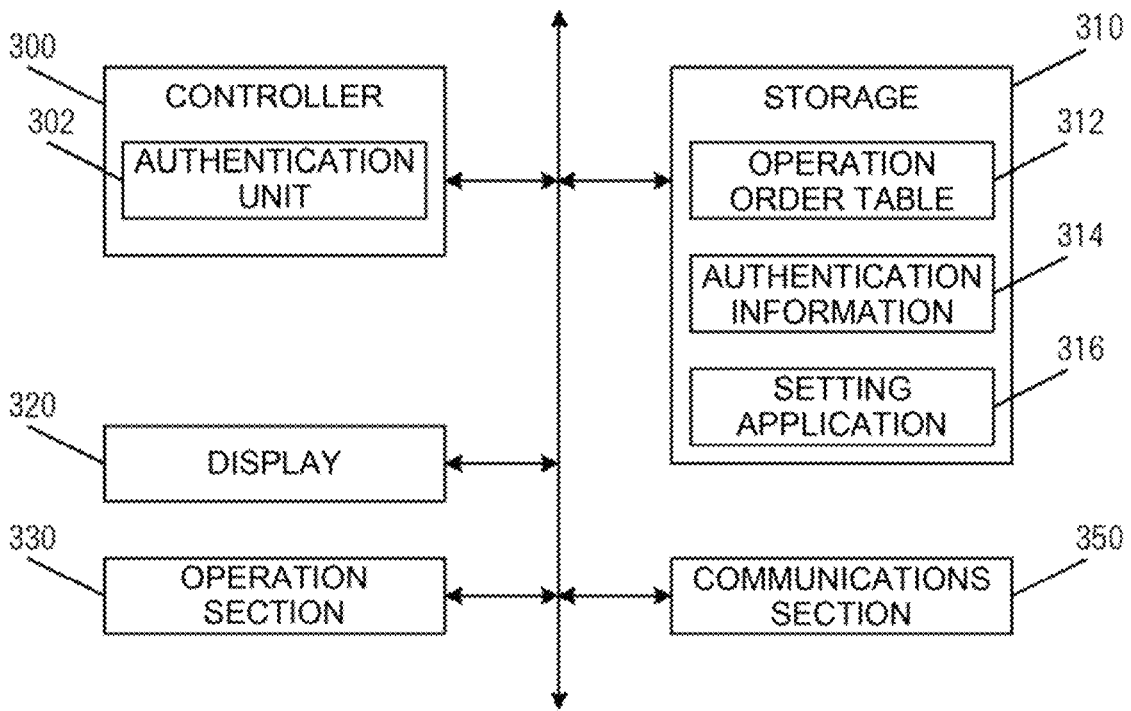 300
CONTROLLER
302
AUTHENTICATION
UNIT
310
STORAGE
312
OPERATION
ORDER TABLE
314
AUTHENTICATION
INFORMATION
316
SETTING
APPLICATION
320
DISPLAY
330
OPERATION
SECTION
350
COMMUNICATIONS
SECTION